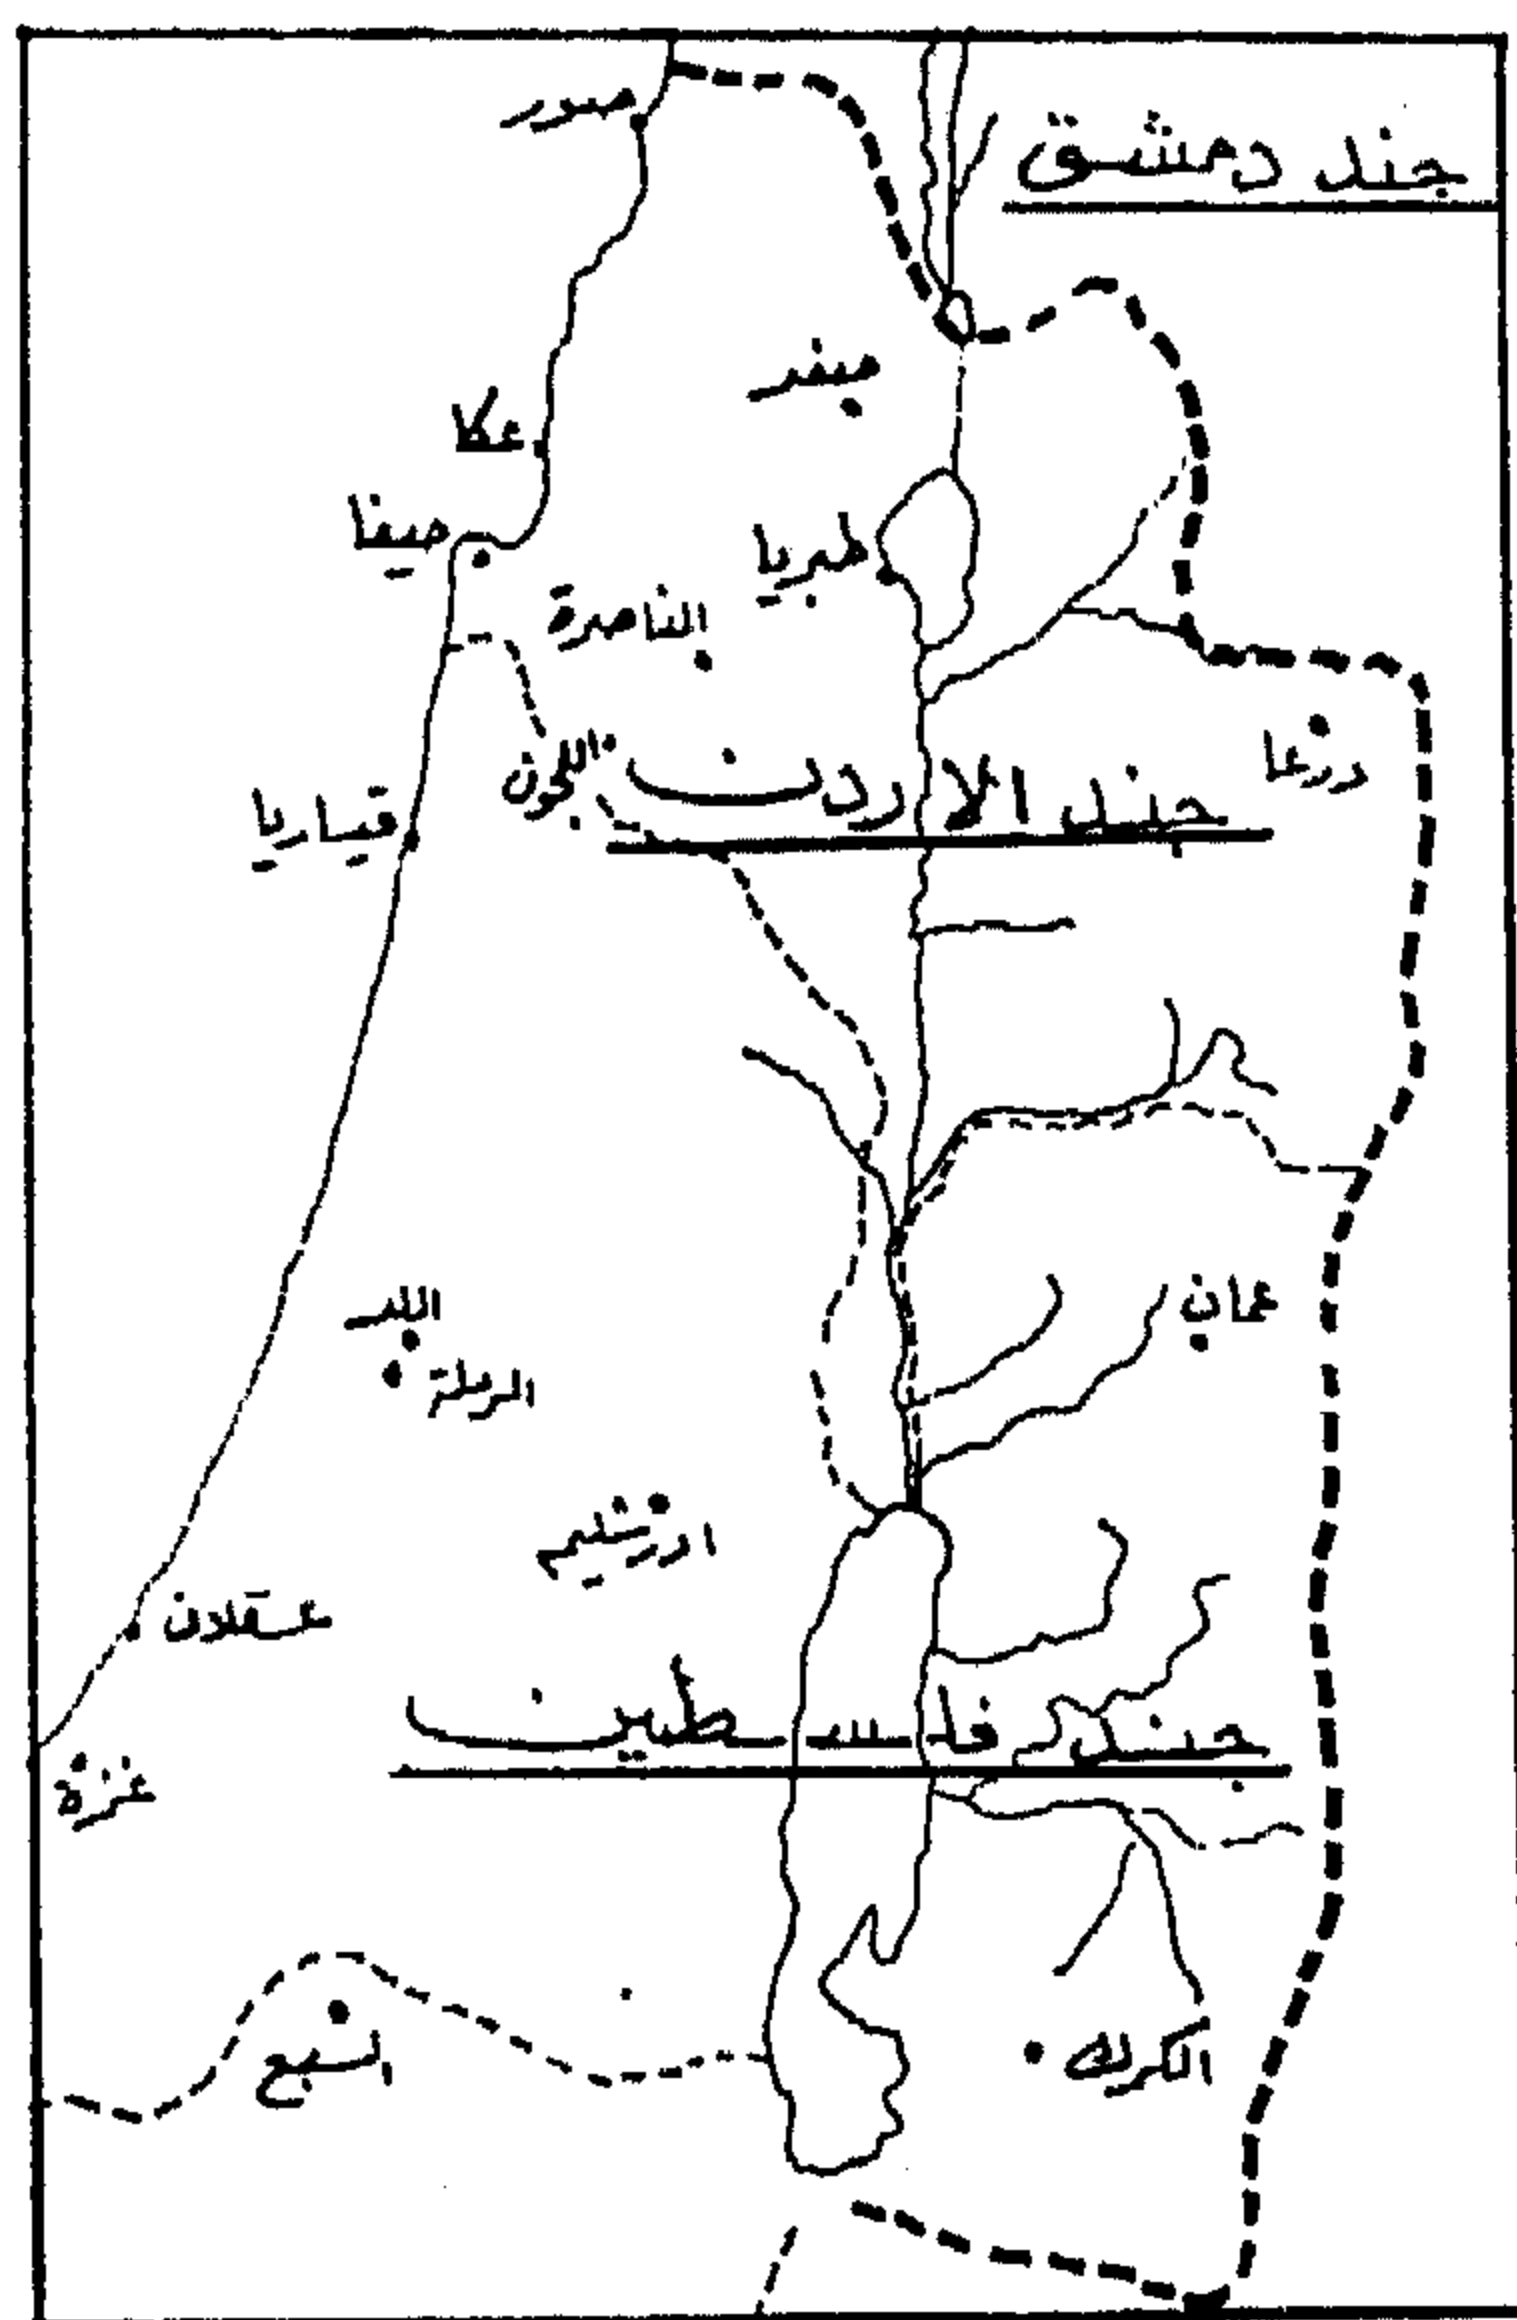 صور
جند دمشق
صفد
عكا
حيفا
طبريا
الناصرة
درعا
اللجون
جند الاردن
قيساريا
عمان
اللد
الرملة
اورشليم
عسقلان
جند فلسطين
غزة
السبع
الكرك